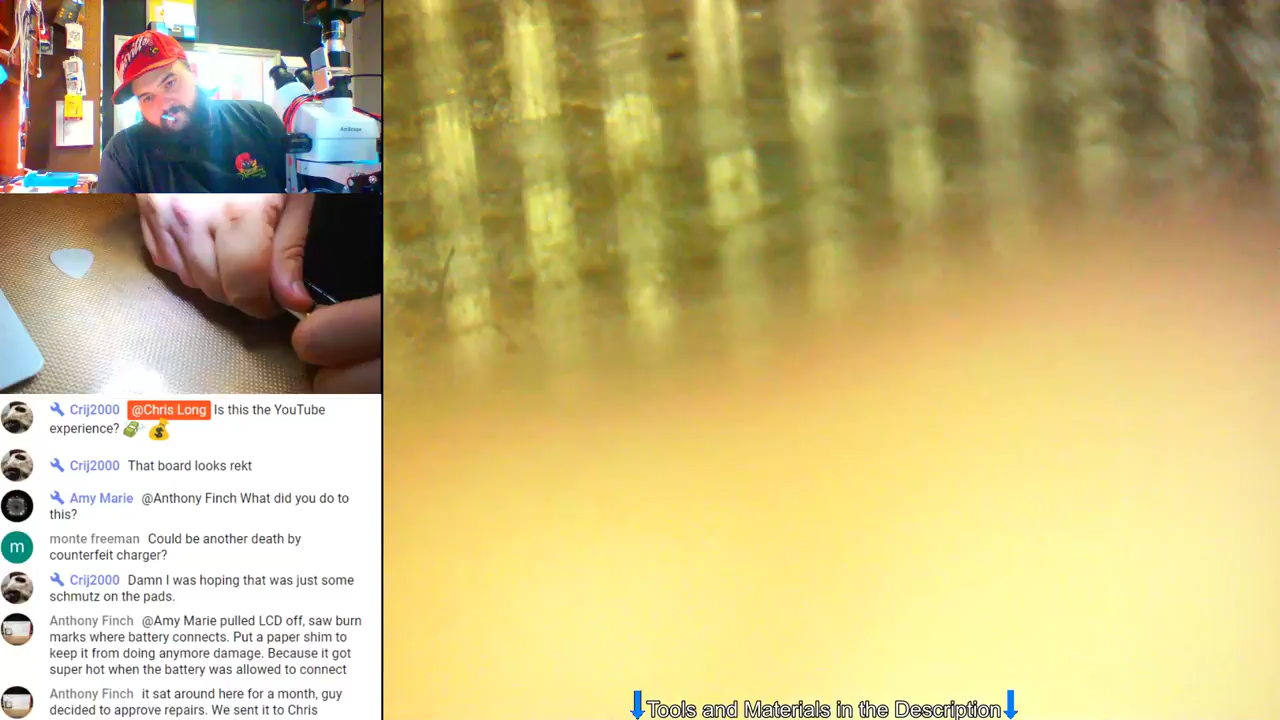 AmScope
Crij2000 @Chris Long Is this the YouTube
experience?
Crij2000 That board looks rekt
Amy Marie @Anthony Finch What did you do to
this?
m
monte freeman Could be another death by
counterfeit charger?
Crij2000 Damn I was hoping that was just some
schmutz on the pads.
Anthony Finch @Amy Marie pulled LCD off, saw burn
marks where battery connects. Put a paper shim to
keep it from doing anymore damage. Because it got
super hot when the battery was allowed to connect
Anthony Finch it sat around here for a month, guy
decided to approve repairs. We sent it to Chris
Tools and Materials in the Description